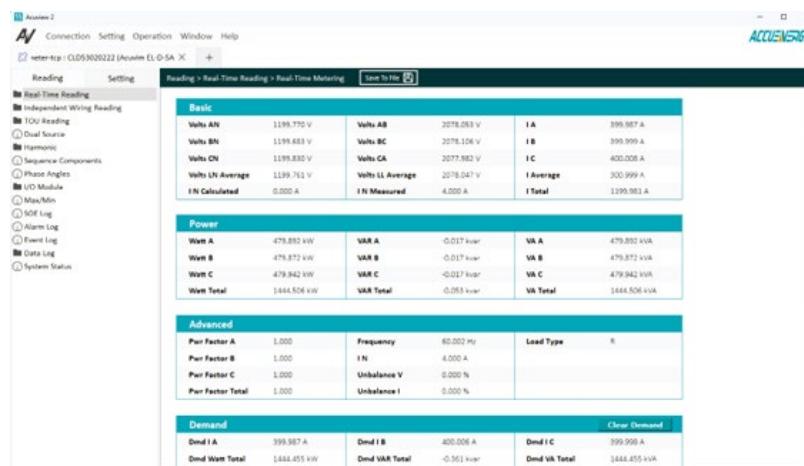 Acuview 2
Connection Setting Operation Window Help
ACCUENERGY
meter-tcp : CLD53020222 (Acuvim EL-D-5A × +
Reading Setting
Reading > Real-Time Reading > Real-Time Metering Save To File
Real-Time Reading
Independent Wiring Reading
TOU Reading
Dual Source
Harmonic
Sequence Components
Phase Angles
I/O Module
Max/Min
SOE Log
Alarm Log
Event Log
Data Log
System Status
Basic
Volts AN 1199.770 V Volts AB 2078.053 V I A 399.987 A
Volts BN 1199.683 V Volts BC 2078.106 V I B 399.999 A
Volts CN 1199.830 V Volts CA 2077.982 V I C 400.008 A
Volts LN Average 1199.761 V Volts LL Average 2078.047 V I Average 300.999 A
I N Calculated 0.000 A I N Measured 4.000 A I Total 1199.981 A
Power
Watt A 479.892 kW VAR A -0.017 kvar VA A 479.892 kVA
Watt B 479.872 kW VAR B -0.017 kvar VA B 479.872 kVA
Watt C 479.942 kW VAR C -0.017 kvar VA C 479.942 kVA
Watt Total 1444.506 kW VAR Total -0.053 kvar VA Total 1444.506 kVA
Advanced
Pwr Factor A 1.000 Frequency 60.002 Hz Load Type R
Pwr Factor B 1.000 I N 4.000 A
Pwr Factor C 1.000 Unbalance V 0.000 %
Pwr Factor Total 1.000 Unbalance I 0.000 %
Demand Clear Demand
Dmd I A 399.987 A Dmd I B 400.006 A Dmd I C 399.998 A
Dmd Watt Total 1444.455 kW Dmd VAR Total -0.361 kvar Dmd VA Total 1444.455 kVA